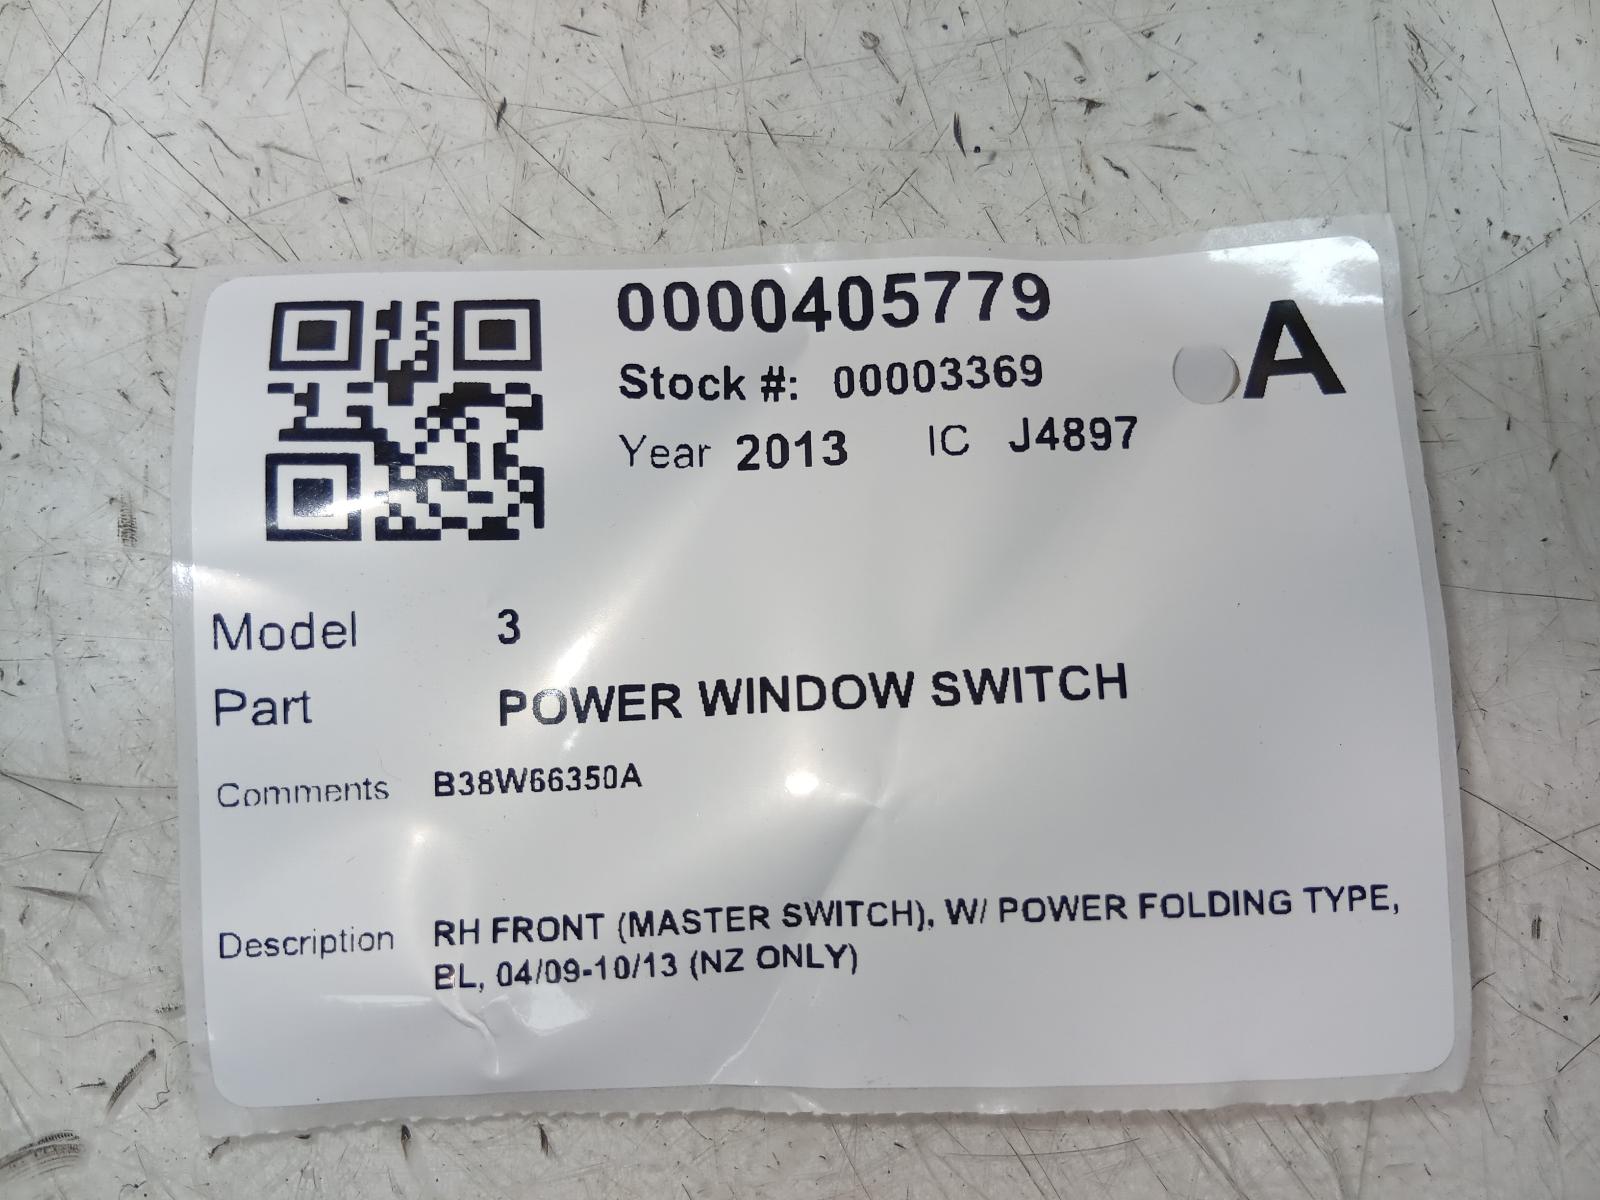 0000405779
A
Stock #: 00003369
Year 2013 IC J4897
Model 3
Part POWER WINDOW SWITCH
Comments B38W66350A
Description RH FRONT (MASTER SWITCH), W/ POWER FOLDING TYPE,
BL, 04/09-10/13 (NZ ONLY)